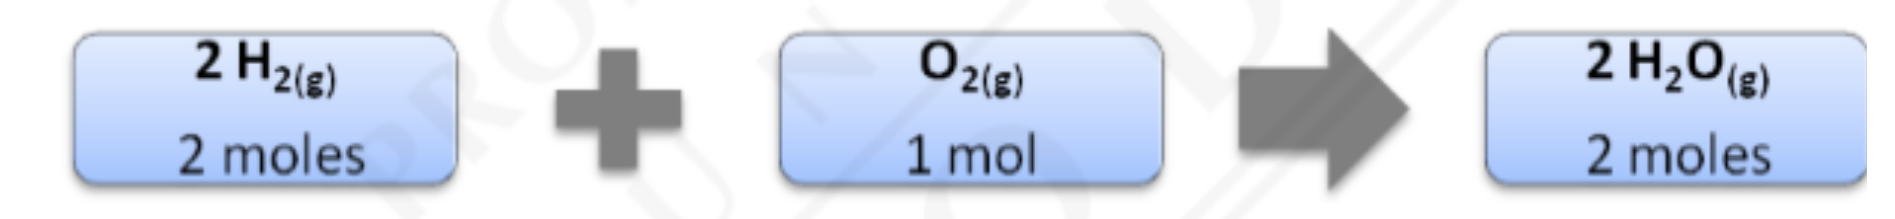 2 H₂(g)
2 moles
O₂(g)
1 mol
2 H₂O(g)
2 moles